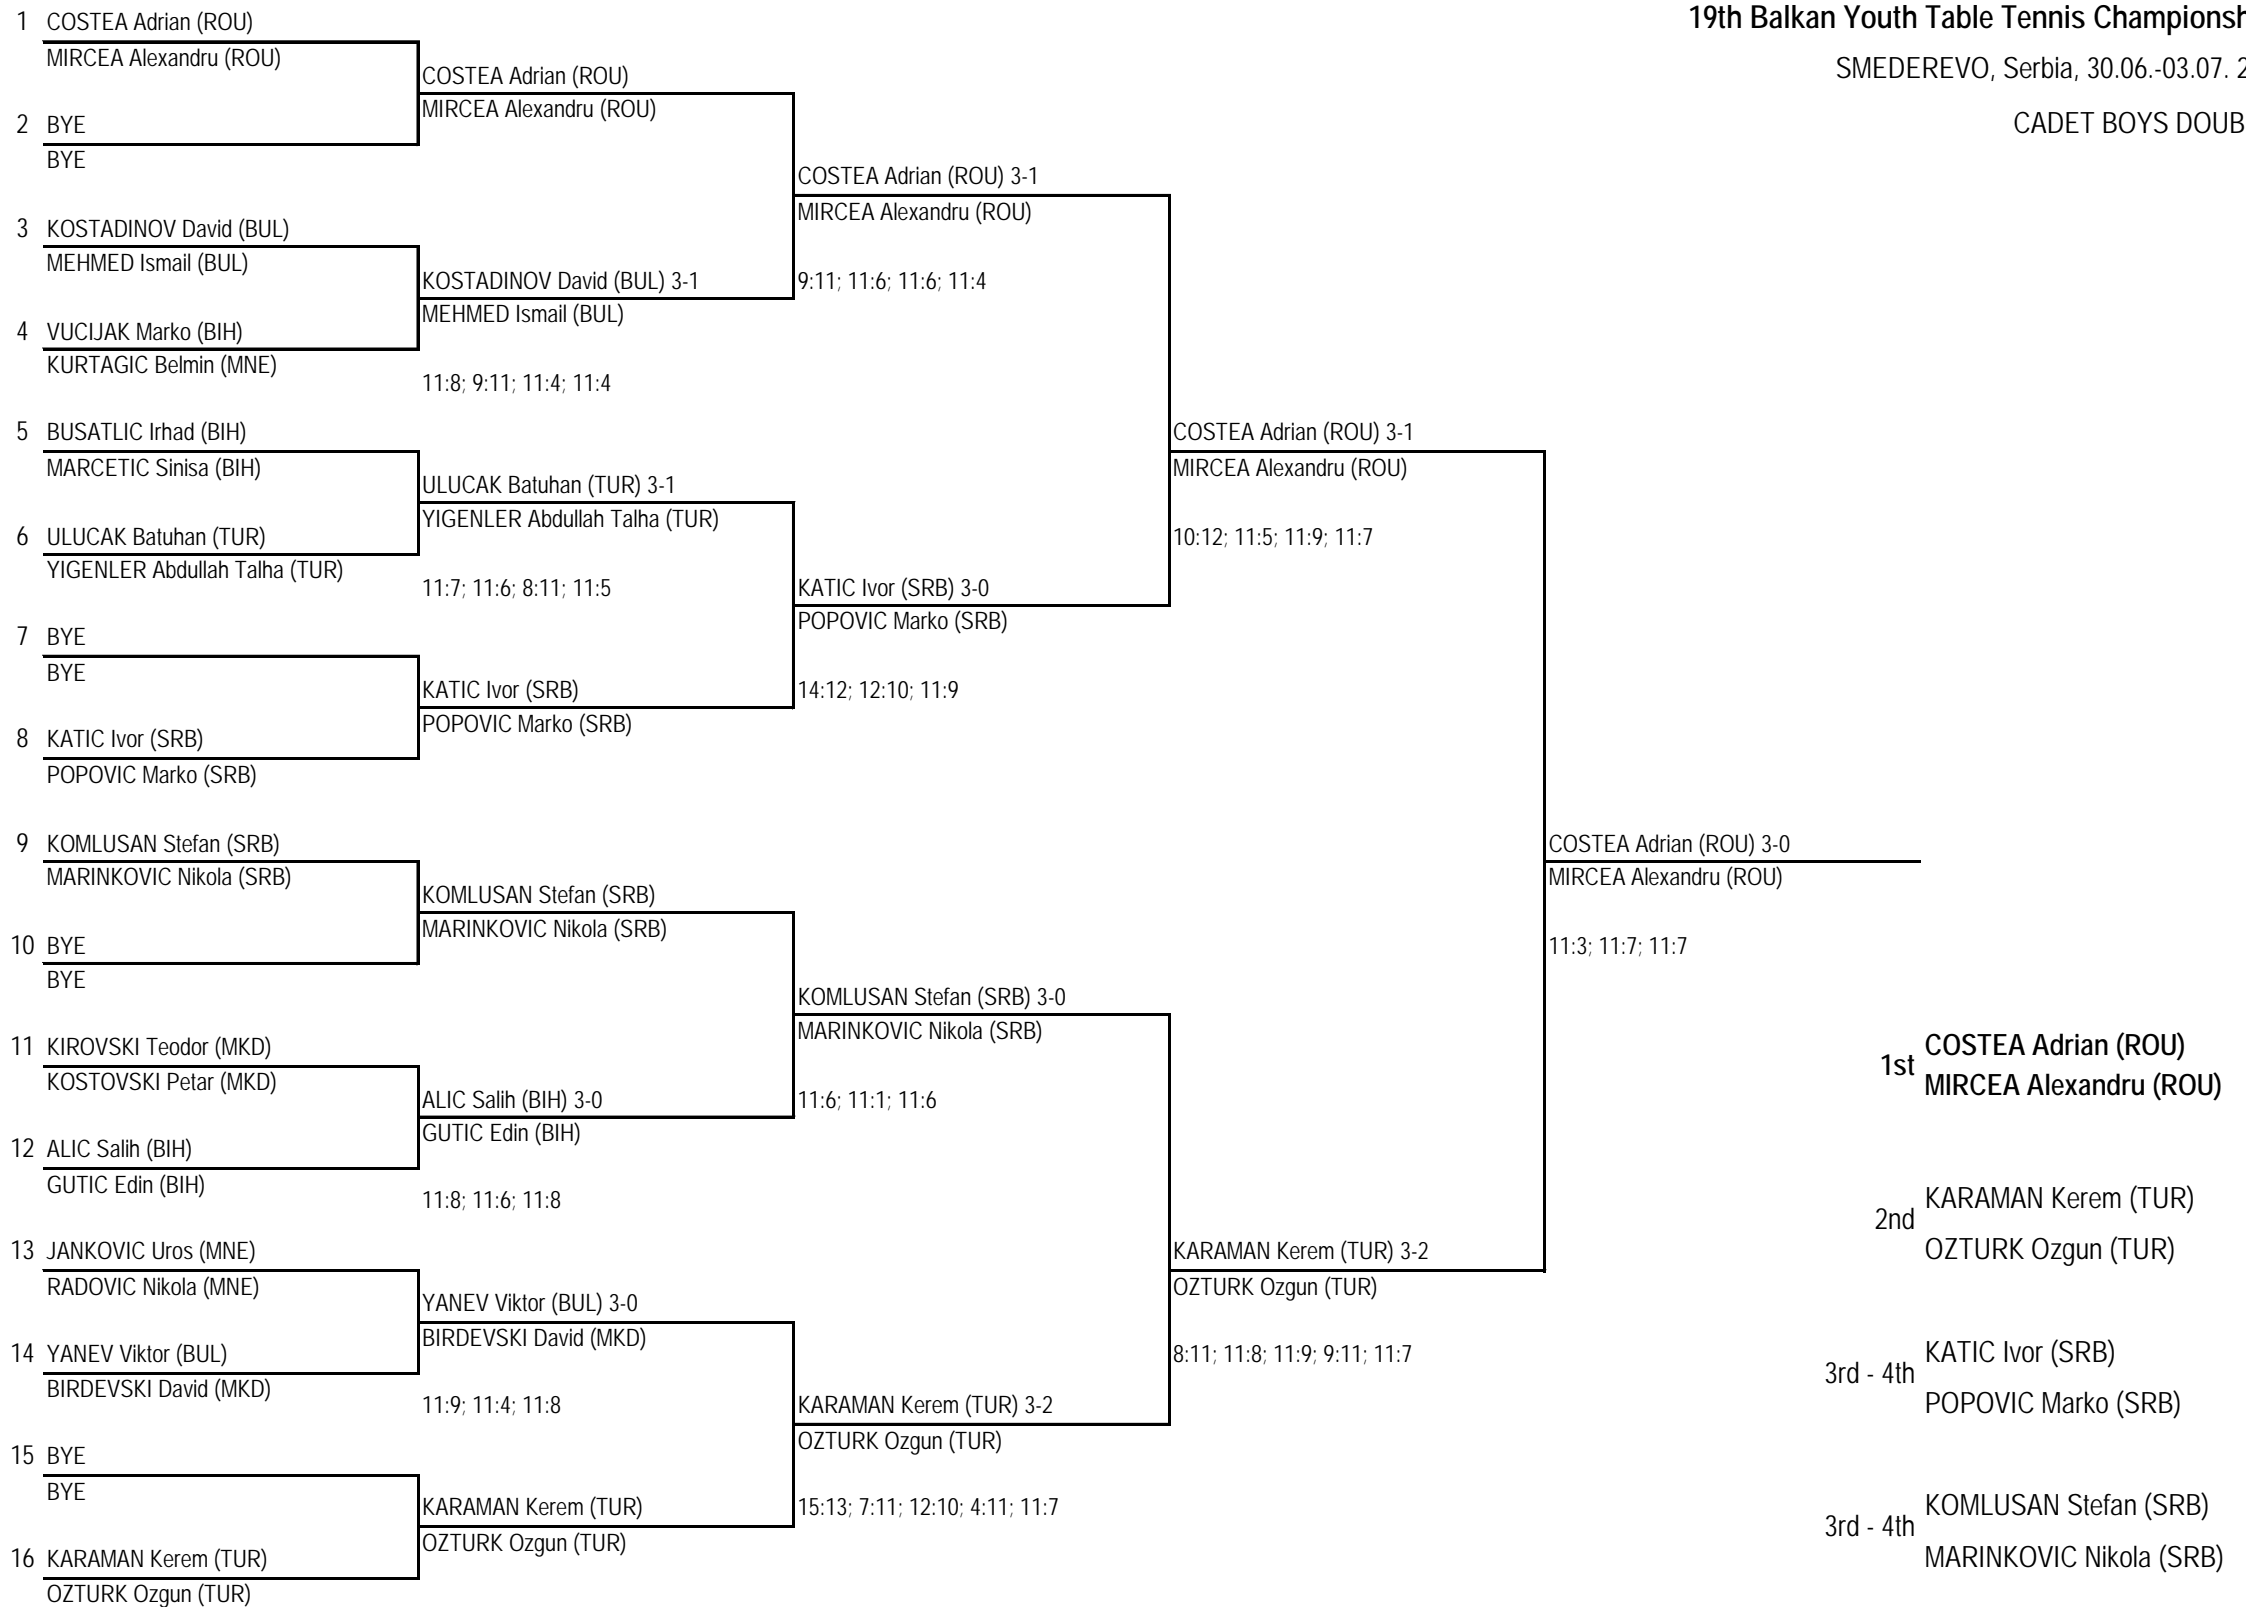 19th Balkan Youth Table Tennis Championsh
SMEDEREVO, Serbia, 30.06.-03.07. 2
CADET BOYS DOUB
1 COSTEA Adrian (ROU)
MIRCEA Alexandru (ROU)
2 BYE
BYE
3 KOSTADINOV David (BUL)
MEHMED Ismail (BUL)
4 VUCIJAK Marko (BIH)
KURTAGIC Belmin (MNE)
5 BUSATLIC Irhad (BIH)
MARCETIC Sinisa (BIH)
6 ULUCAK Batuhan (TUR)
YIGENLER Abdullah Talha (TUR)
7 BYE
BYE
8 KATIC Ivor (SRB)
POPOVIC Marko (SRB)
9 KOMLUSAN Stefan (SRB)
MARINKOVIC Nikola (SRB)
10 BYE
BYE
11 KIROVSKI Teodor (MKD)
KOSTOVSKI Petar (MKD)
12 ALIC Salih (BIH)
GUTIC Edin (BIH)
13 JANKOVIC Uros (MNE)
RADOVIC Nikola (MNE)
14 YANEV Viktor (BUL)
BIRDEVSKI David (MKD)
15 BYE
BYE
16 KARAMAN Kerem (TUR)
OZTURK Ozgun (TUR)
COSTEA Adrian (ROU)
MIRCEA Alexandru (ROU)
KOSTADINOV David (BUL) 3-1
MEHMED Ismail (BUL)
11:8; 9:11; 11:4; 11:4
ULUCAK Batuhan (TUR) 3-1
YIGENLER Abdullah Talha (TUR)
11:7; 11:6; 8:11; 11:5
KATIC Ivor (SRB)
POPOVIC Marko (SRB)
KOMLUSAN Stefan (SRB)
MARINKOVIC Nikola (SRB)
ALIC Salih (BIH) 3-0
GUTIC Edin (BIH)
11:8; 11:6; 11:8
YANEV Viktor (BUL) 3-0
BIRDEVSKI David (MKD)
11:9; 11:4; 11:8
KARAMAN Kerem (TUR)
OZTURK Ozgun (TUR)
COSTEA Adrian (ROU) 3-1
MIRCEA Alexandru (ROU)
9:11; 11:6; 11:6; 11:4
KATIC Ivor (SRB) 3-0
POPOVIC Marko (SRB)
14:12; 12:10; 11:9
KOMLUSAN Stefan (SRB) 3-0
MARINKOVIC Nikola (SRB)
11:6; 11:1; 11:6
KARAMAN Kerem (TUR) 3-2
OZTURK Ozgun (TUR)
15:13; 7:11; 12:10; 4:11; 11:7
COSTEA Adrian (ROU) 3-1
MIRCEA Alexandru (ROU)
10:12; 11:5; 11:9; 11:7
KARAMAN Kerem (TUR) 3-2
OZTURK Ozgun (TUR)
8:11; 11:8; 11:9; 9:11; 11:7
COSTEA Adrian (ROU) 3-0
MIRCEA Alexandru (ROU)
11:3; 11:7; 11:7
1st COSTEA Adrian (ROU)
MIRCEA Alexandru (ROU)
2nd KARAMAN Kerem (TUR)
OZTURK Ozgun (TUR)
3rd - 4th KATIC Ivor (SRB)
POPOVIC Marko (SRB)
3rd - 4th KOMLUSAN Stefan (SRB)
MARINKOVIC Nikola (SRB)